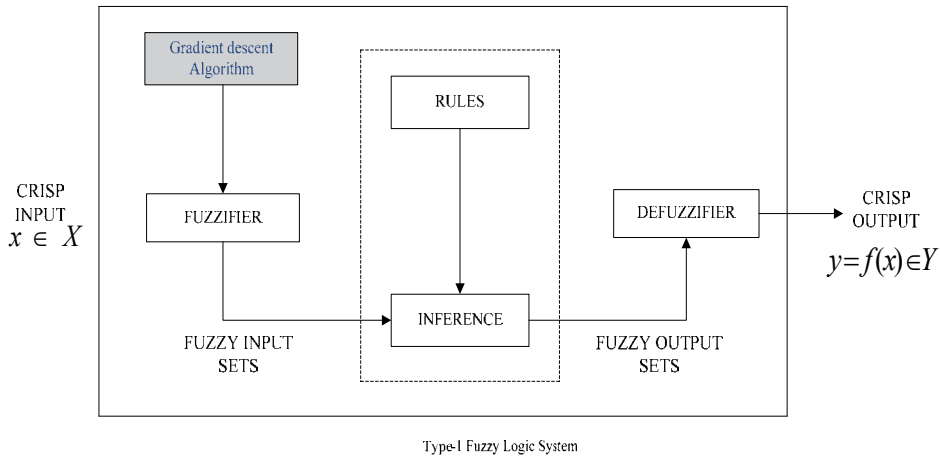 Gradient descent
Algorithm
RULES
CRISP
INPUT
x ∈ X
FUZZIFIER
DEFUZZIFIER
CRISP
OUTPUT
y=f(x)∈Y
INFERENCE
FUZZY INPUT
SETS
FUZZY OUTPUT
SETS
Type-1 Fuzzy Logic System